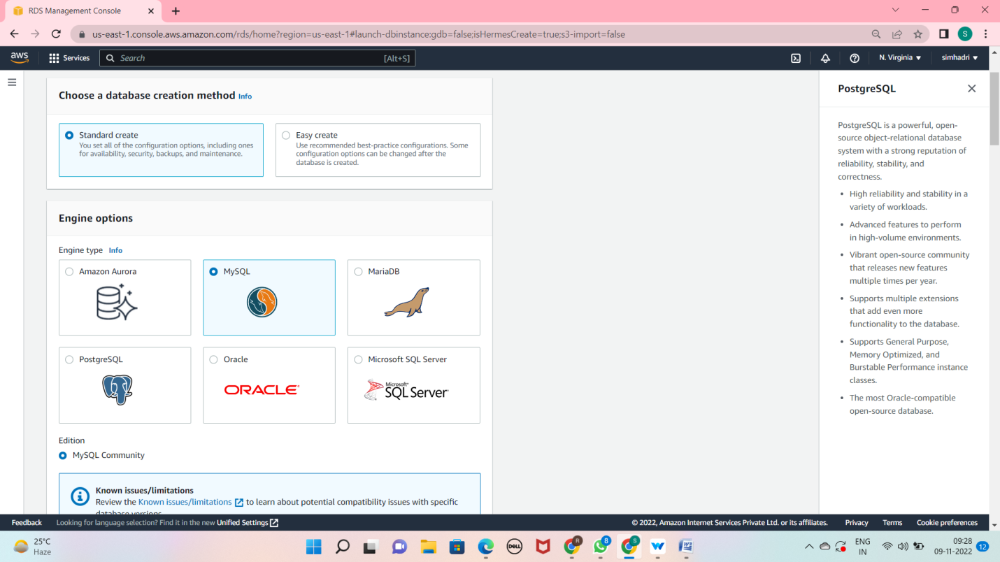 RDS Management Console
us-east-1.console.aws.amazon.com/rds/home?region=us-east-1#launch-dbinstance:gdb=false;isHermesCreate=true;s3-import=false
S
aws
Services
Search
[Alt+S]
N. Virginia
simhadri
Choose a database creation method Info
Standard create
You set all of the configuration options, including ones
for availability, security, backups, and maintenance.
Easy create
Use recommended best-practice configurations. Some
configuration options can be changed after the
database is created.
Engine options
Engine type Info
Amazon Aurora
MySQL
MariaDB
PostgreSQL
Oracle
ORACLE
Microsoft SQL Server
Microsoft
SQL Server
Edition
MySQL Community
Known issues/limitations
Review the Known issues/limitations to learn about potential compatibility issues with specific
database versions.
PostgreSQL
PostgreSQL is a powerful, open-
source object-relational database
system with a strong reputation of
reliability, stability, and
correctness.
• High reliability and stability in a
variety of workloads.
• Advanced features to perform
in high-volume environments.
• Vibrant open-source community
that releases new features
multiple times per year.
• Supports multiple extensions
that add even more
functionality to the database.
• Supports General Purpose,
Memory Optimized, and
Burstable Performance instance
classes.
• The most Oracle-compatible
open-source database.
Feedback
Looking for language selection? Find it in the new Unified Settings
© 2022, Amazon Internet Services Private Ltd. or its affiliates.
Privacy
Terms
Cookie preferences
25°C
Haze
DELL
R
8
S
W
ENG
IN
09:28
09-11-2022
12